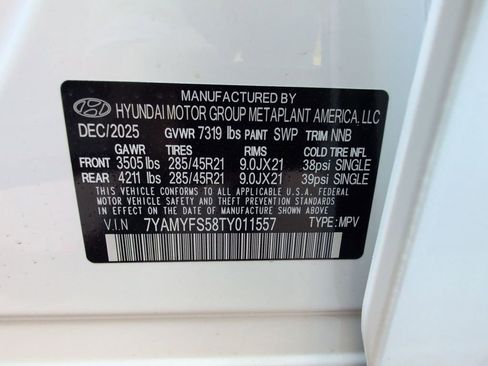 MANUFACTURED BY
HYUNDAI MOTOR GROUP METAPLANT AMERICA, LLC
DEC/2025 GVWR 7319 lbs PAINT SWP TRIM NNB
GAWR TIRES RIMS COLD TIRE INFL
FRONT 3505 lbs 285/45R21 9.0JX21 38psi SINGLE
REAR 4211 lbs 285/45R21 9.0JX21 39psi SINGLE
THIS VEHICLE CONFORMS TO ALL APPLICABLE U.S.A. FEDERAL
MOTOR VEHICLE SAFETY AND THEFT PREVENTION STANDARDS
IN EFFECT ON THE DATE OF MANUFACTURE SHOWN ABOVE.
V.I.N 7YAMYFS58TY011557 TYPE:MPV